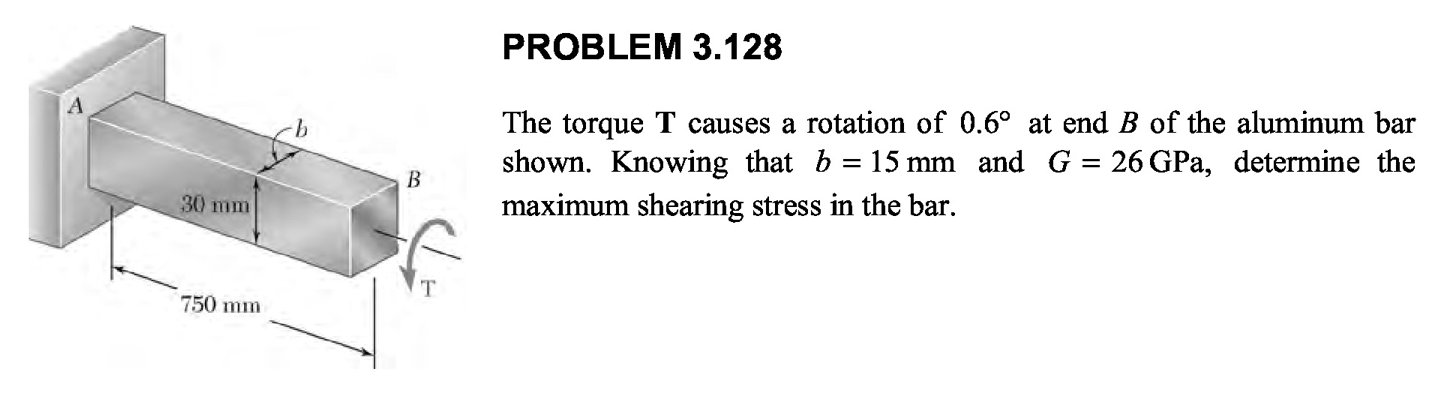 PROBLEM 3.128
The torque T causes a rotation of 0.6° at end B of the aluminum bar
shown. Knowing that b = 15 mm and G = 26 GPa, determine the
maximum shearing stress in the bar.
A
b
B
30 mm
T
750 mm